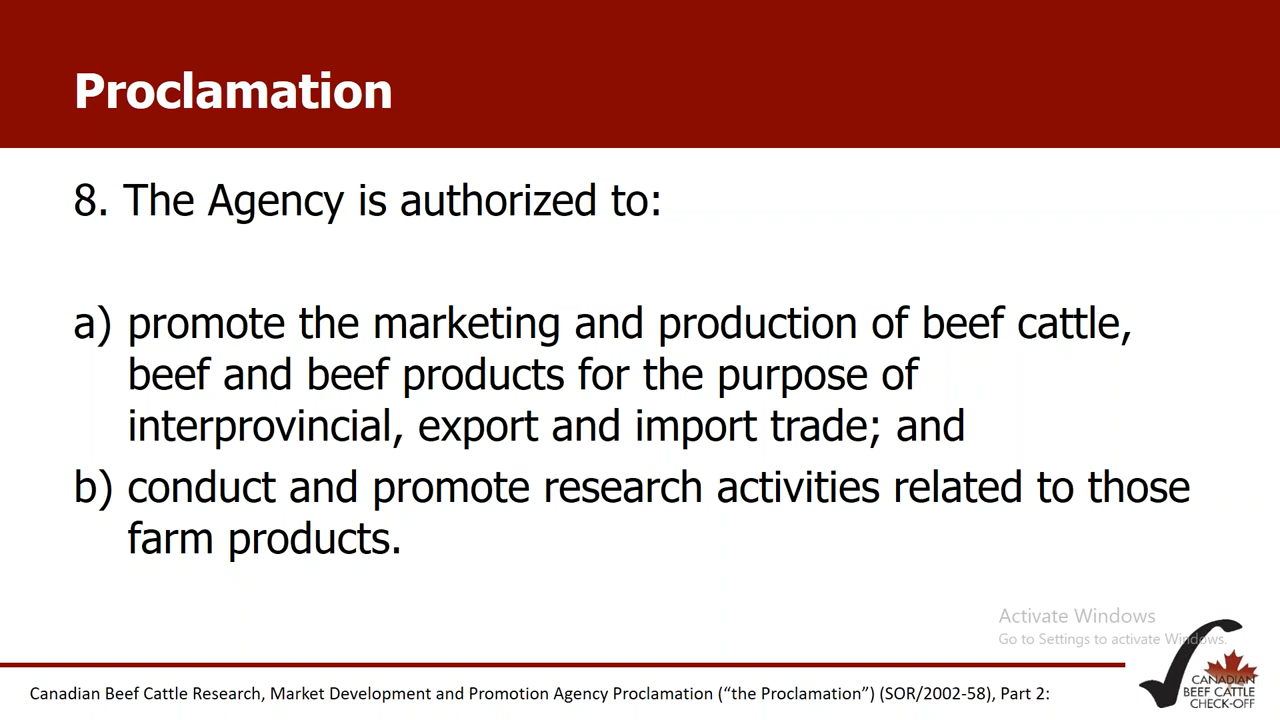 Proclamation
8. The Agency is authorized to:
a) promote the marketing and production of beef cattle,
beef and beef products for the purpose of
interprovincial, export and import trade; and
b) conduct and promote research activities related to those
farm products.
Activate Windows
Go to Settings to activate Windows.
Canadian Beef Cattle Research, Market Development and Promotion Agency Proclamation (“the Proclamation”) (SOR/2002-58), Part 2:
CANADIAN
BEEF CATTLE
CHECK-OFF